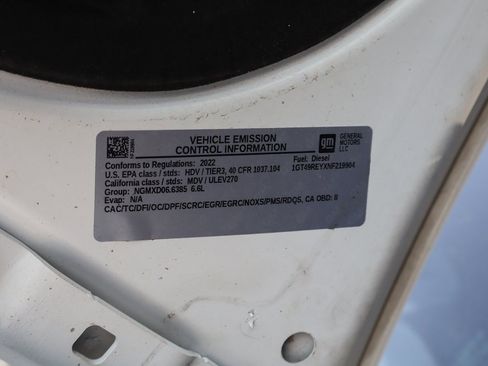 VEHICLE EMISSION
CONTROL INFORMATION
gm
GENERAL
MOTORS
LLC
Conforms to Regulations: 2022
Fuel: Diesel
U.S. EPA class / stds: HDV / TIER3, 40 CFR 1037.104
1GT49REYXNF219904
California class / stds: MDV / ULEV270
Group: NGMXD06.6385 6.6L
Evap: N/A
CAC/TC/DFI/OC/DPF/SCRC/EGR/EGRC/NOXS/PMS/RDQS, CA OBD: II